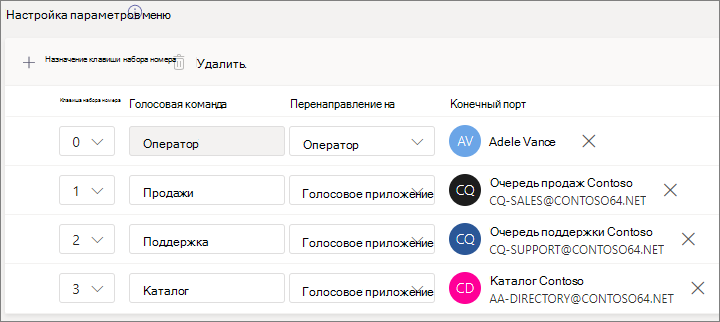 Настройка параметров меню
Назначение клавиши набора номера Удалить.
Клавиша набора номера Голосовая команда Перенаправление на Конечный порт
0 Оператор Оператор AV Adele Vance
1 Продажи Голосовое приложение CQ Очередь продаж Contoso
CQ-SALES@CONTOSO64.NET
2 Поддержка Голосовое приложение CQ Очередь поддержки Contoso
CQ-SUPPORT@CONTOSO64.NET
3 Каталог Голосовое приложение CD Каталог Contoso
AA-DIRECTORY@CONTOSO64.NET